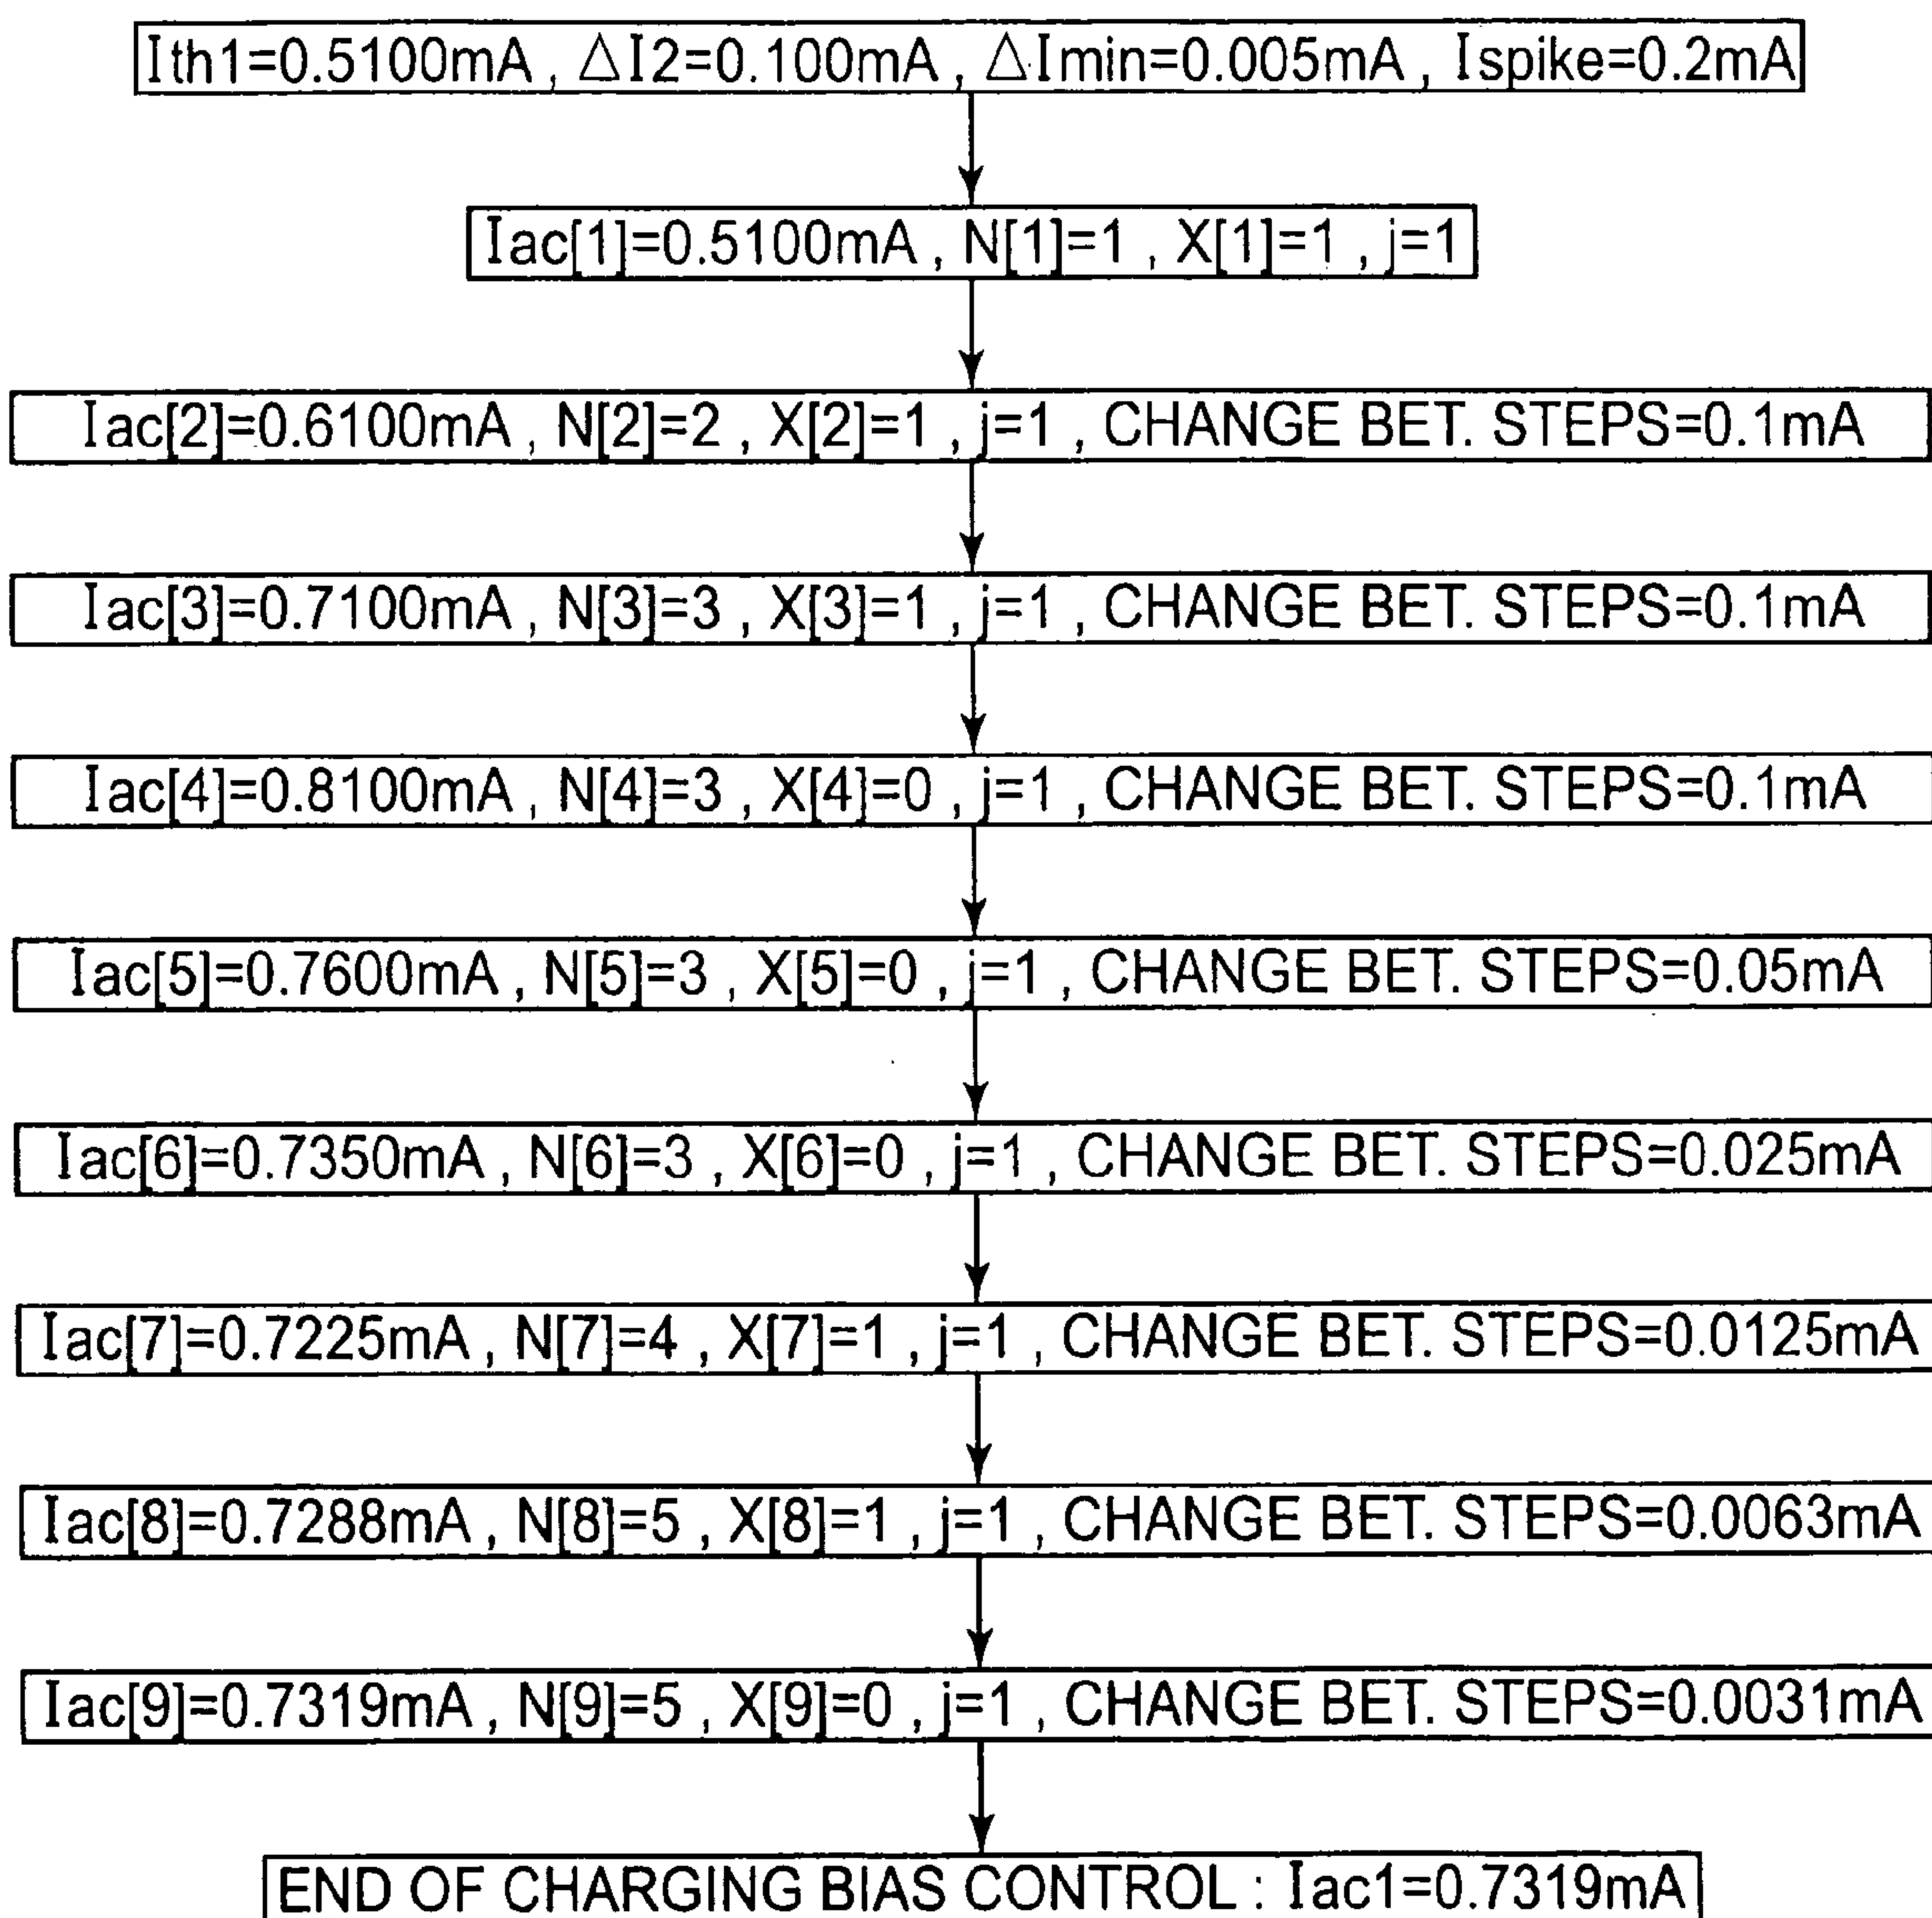 Ith1=0.5100mA , △I2=0.100mA , △Imin=0.005mA , Ispike=0.2mA
Iac[1]=0.5100mA , N[1]=1 , X[1]=1 , j=1
Iac[2]=0.6100mA , N[2]=2 , X[2]=1 , j=1 , CHANGE BET. STEPS=0.1mA
Iac[3]=0.7100mA , N[3]=3 , X[3]=1 , j=1 , CHANGE BET. STEPS=0.1mA
Iac[4]=0.8100mA , N[4]=3 , X[4]=0 , j=1 , CHANGE BET. STEPS=0.1mA
Iac[5]=0.7600mA , N[5]=3 , X[5]=0 , j=1 , CHANGE BET. STEPS=0.05mA
Iac[6]=0.7350mA , N[6]=3 , X[6]=0 , j=1 , CHANGE BET. STEPS=0.025mA
Iac[7]=0.7225mA , N[7]=4 , X[7]=1 , j=1 , CHANGE BET. STEPS=0.0125mA
Iac[8]=0.7288mA , N[8]=5 , X[8]=1 , j=1 , CHANGE BET. STEPS=0.0063mA
Iac[9]=0.7319mA , N[9]=5 , X[9]=0 , j=1 , CHANGE BET. STEPS=0.0031mA
END OF CHARGING BIAS CONTROL : Iac1=0.7319mA